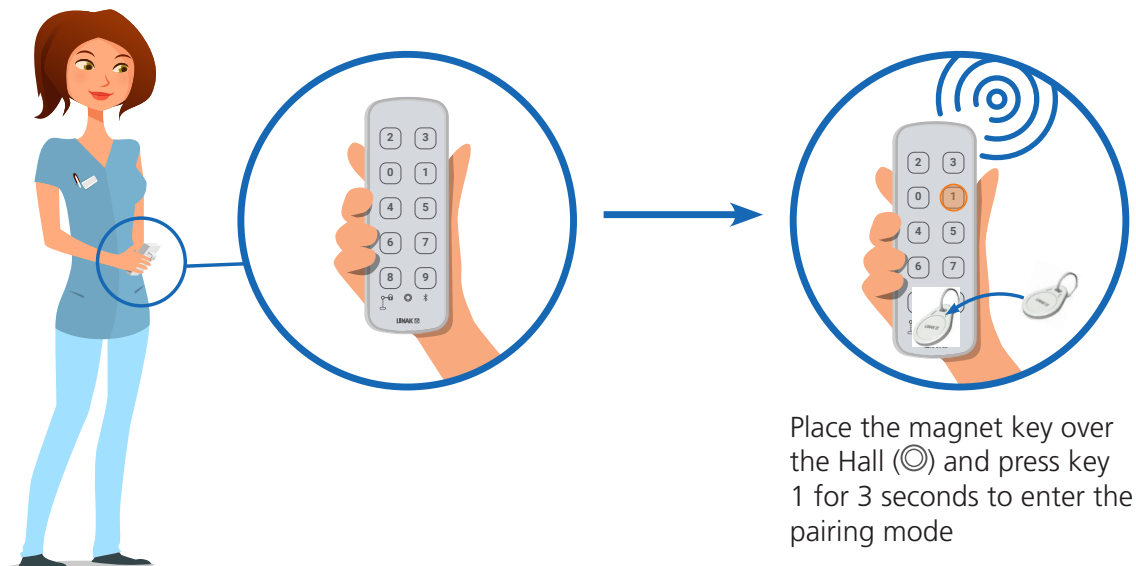 2 3
0 1
4 5
6 7
8 9
LINAK
2 3
0 1
4 5
6 7
LINAK
LINAK
Place the magnet key over
the Hall (◎) and press key
1 for 3 seconds to enter the
pairing mode